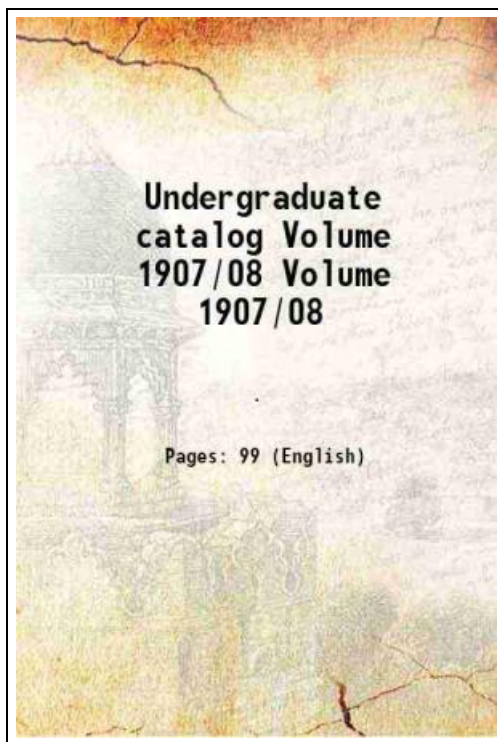 Undergraduate
catalog Volume
1907/08 Volume
1907/08
.
Pages: 99 (English)